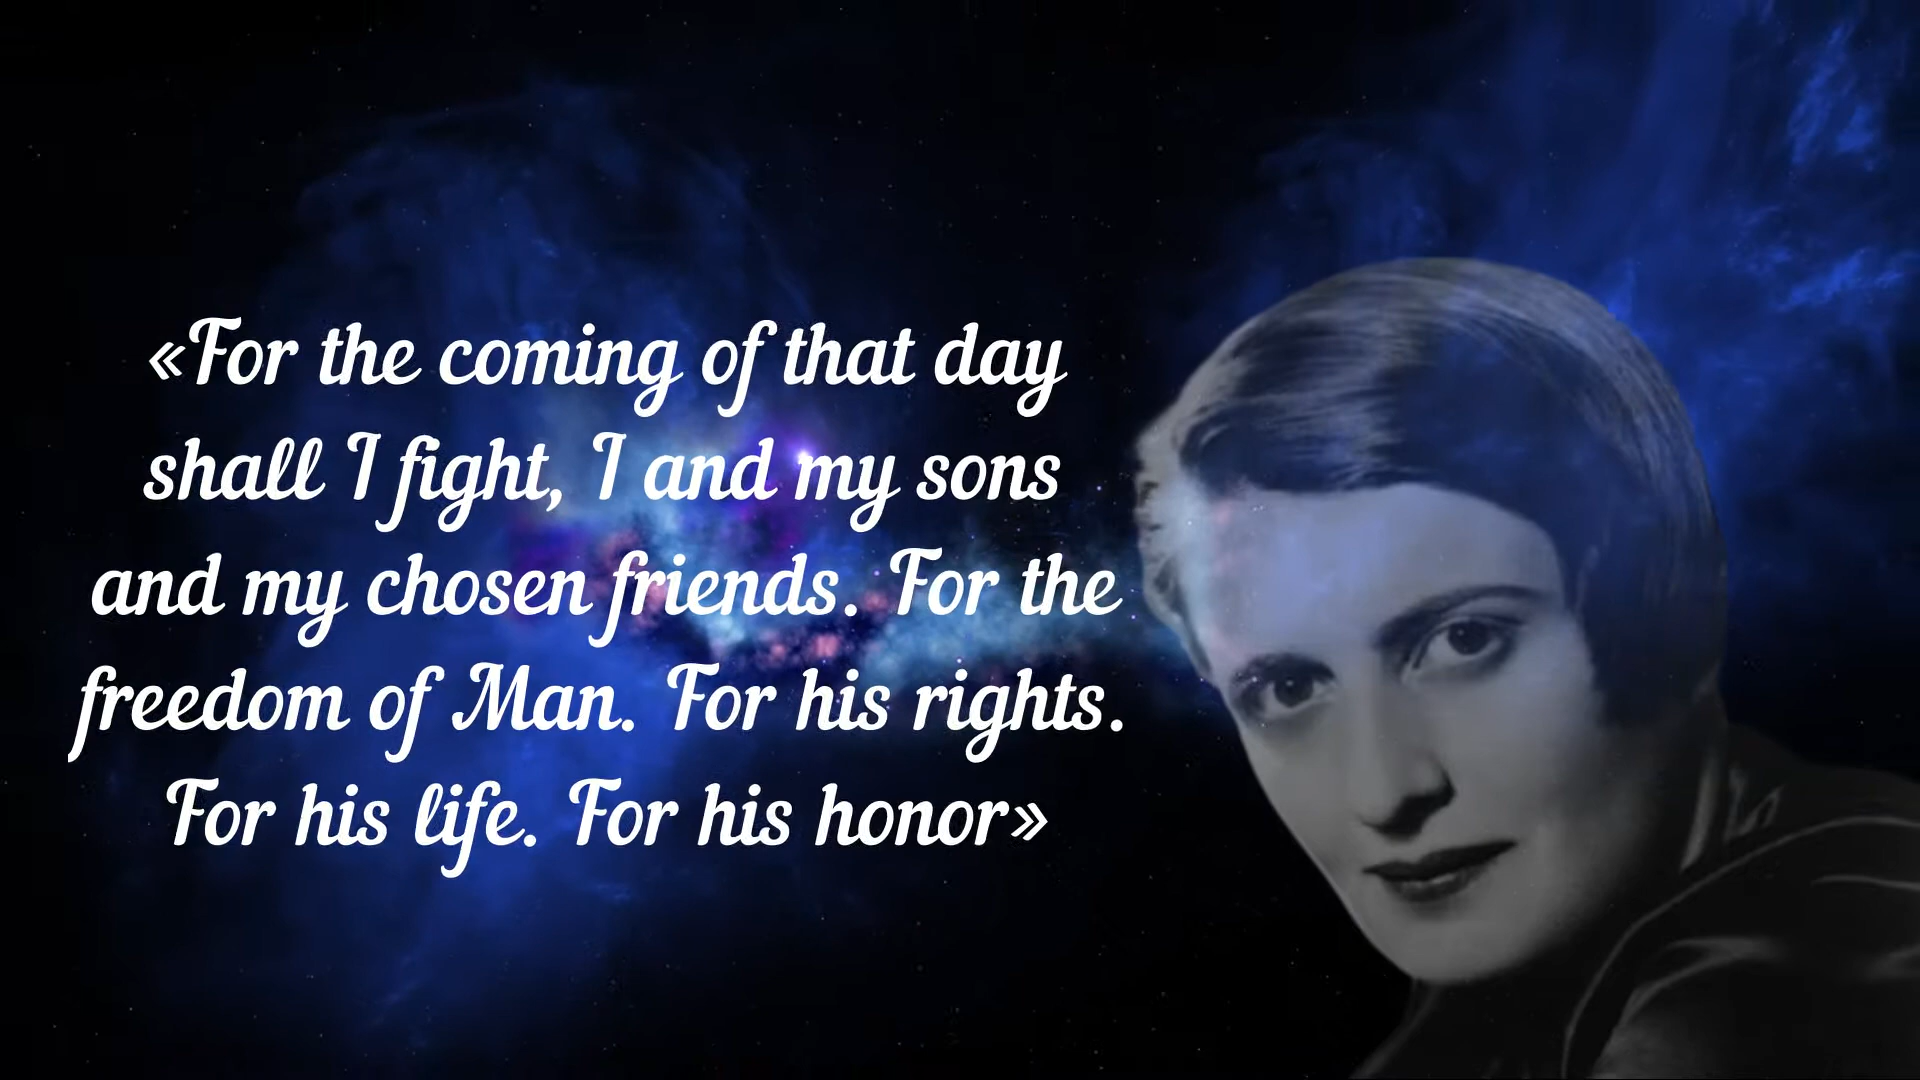 «For the coming of that day
shall I fight, I and my sons
and my chosen friends. For the
freedom of Man. For his rights.
For his life. For his honor»